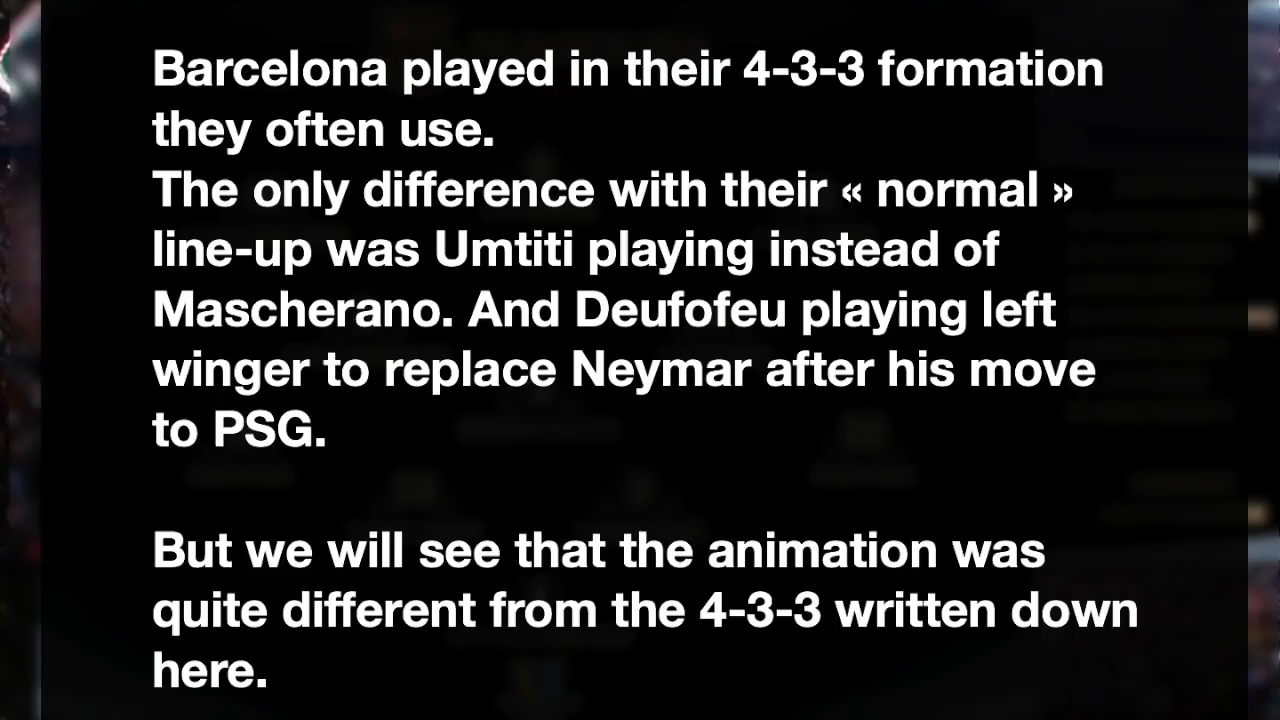 Barcelona played in their 4-3-3 formation
they often use.
The only difference with their « normal »
line-up was Umtiti playing instead of
Mascherano. And Deufofeu playing left
winger to replace Neymar after his move
to PSG.
But we will see that the animation was
quite different from the 4-3-3 written down
here.